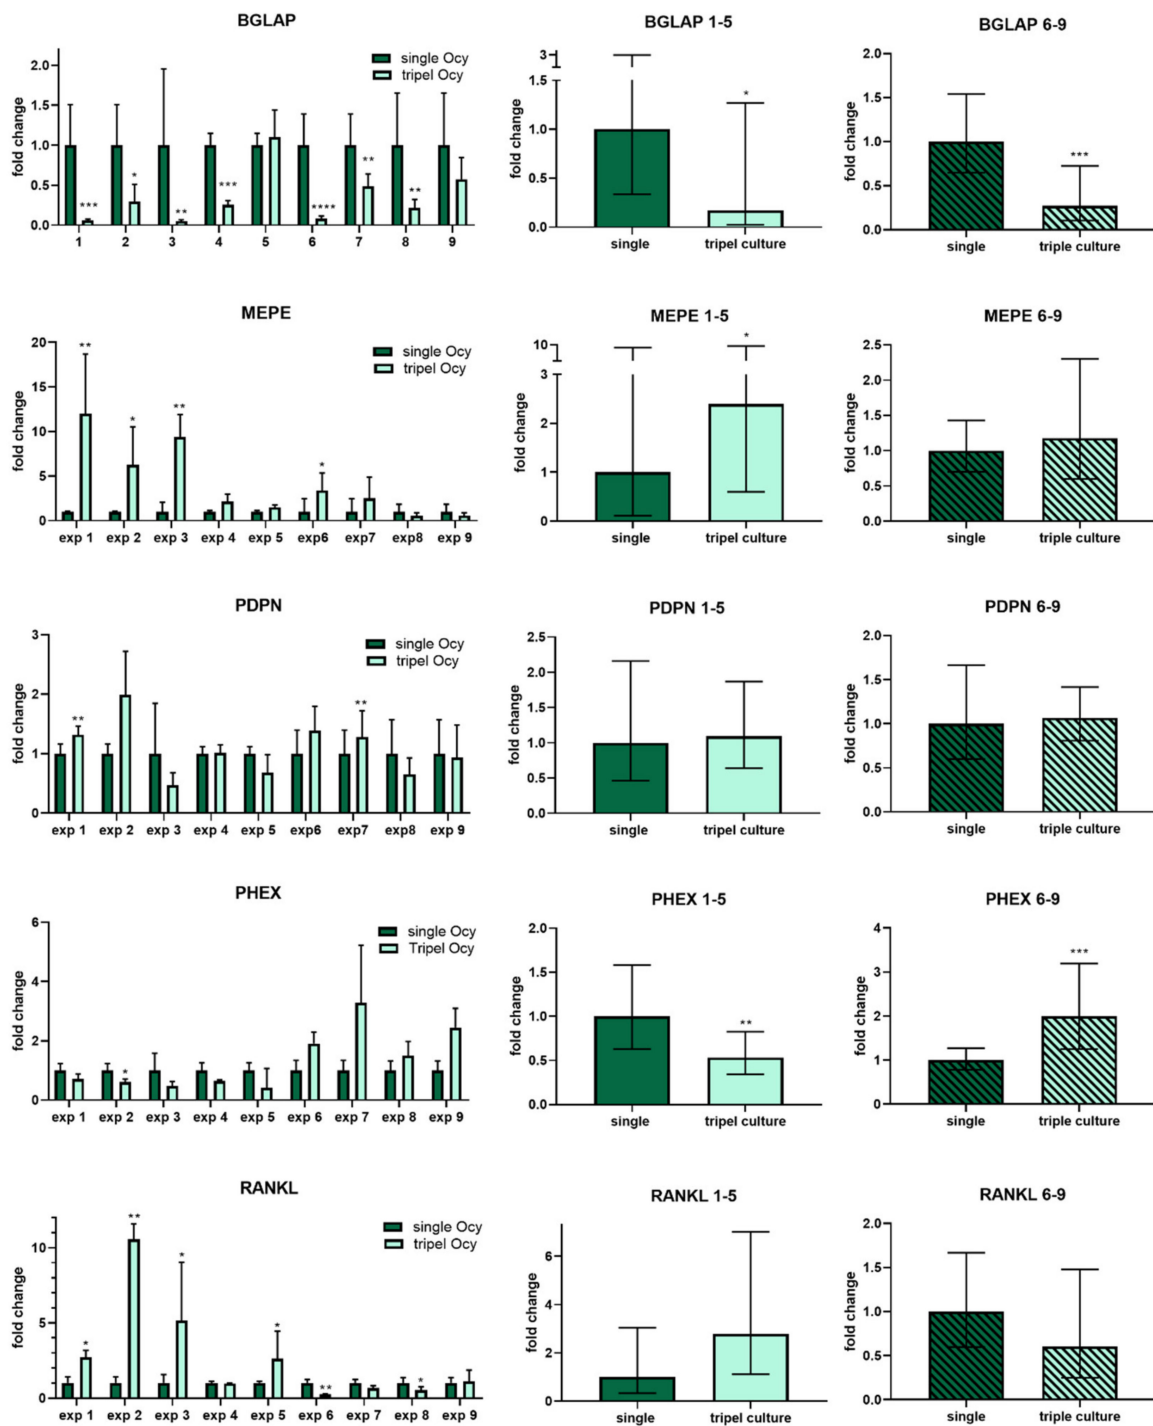 BGLAP
BGLAP 1-5
BGLAP 6-9
single Ocy
tripel Ocy
fold change
2.0
1.5
1.0
0.5
0.0
**** * ** *** **** ** **
1 2 3 4 5 6 7 8 9
fold change
3
1.5
1.0
0.5
0.0
*
single tripel culture
fold change
2.0
1.5
1.0
0.5
0.0
***
single triple culture
MEPE
MEPE 1-5
MEPE 6-9
single Ocy
tripel Ocy
fold change
20
15
10
5
0
** * ** *
exp 1 exp 2 exp 3 exp 4 exp 5 exp6 exp7 exp8 exp 9
fold change
10
3
2
1
0
*
single tripel culture
fold change
2.5
2.0
1.5
1.0
0.5
0.0
single triple culture
PDPN
PDPN 1-5
PDPN 6-9
single Ocy
tripel Ocy
fold change
3
2
1
0
** **
exp 1 exp 2 exp 3 exp 4 exp 5 exp6 exp7 exp8 exp 9
fold change
2.5
2.0
1.5
1.0
0.5
0.0
single tripel culture
fold change
2.0
1.5
1.0
0.5
0.0
single triple culture
PHEX
PHEX 1-5
PHEX 6-9
single Ocy
Tripel Ocy
fold change
6
4
2
0
*
exp 1 exp 2 exp 3 exp 4 exp 5 exp 6 exp 7 exp 8 exp 9
fold change
2.0
1.5
1.0
0.5
0.0
**
single tripel culture
fold change
4
3
2
1
0
***
single triple culture
RANKL
RANKL 1-5
RANKL 6-9
single Ocy
tripel Ocy
fold change
10
5
0
* ** * * ** *
exp 1 exp 2 exp 3 exp 4 exp 5 exp 6 exp 7 exp 8 exp 9
fold change
6
4
2
0
single tripel culture
fold change
2.0
1.5
1.0
0.5
0.0
single triple culture